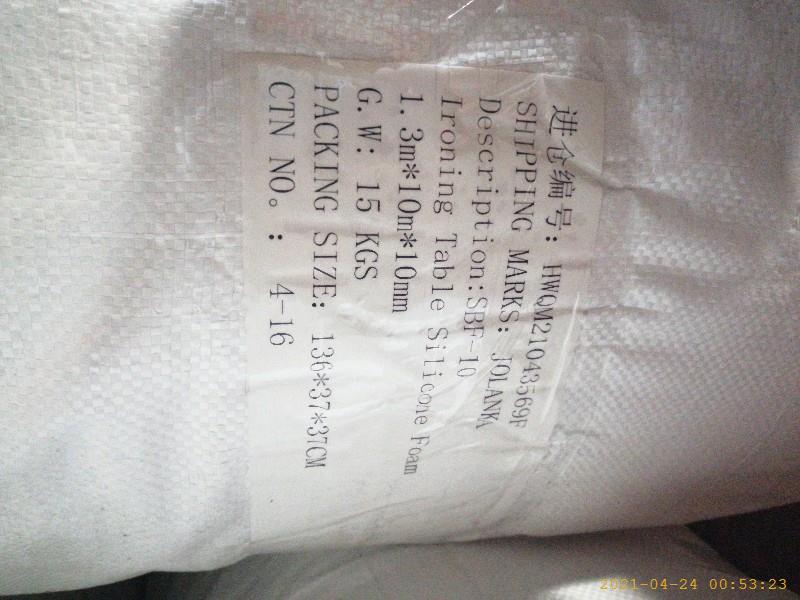 进仓编号: HWQM21043569F
SHIPPING MARKS: JOLANKA
Description:SBF-10
Ironing Table Silicone Foam
1.3m*10m*10mm
G.W: 15 KGS
PACKING SIZE: 136*37*37CM
CTN NO。: 4-16
2021-04-24 00:53:23